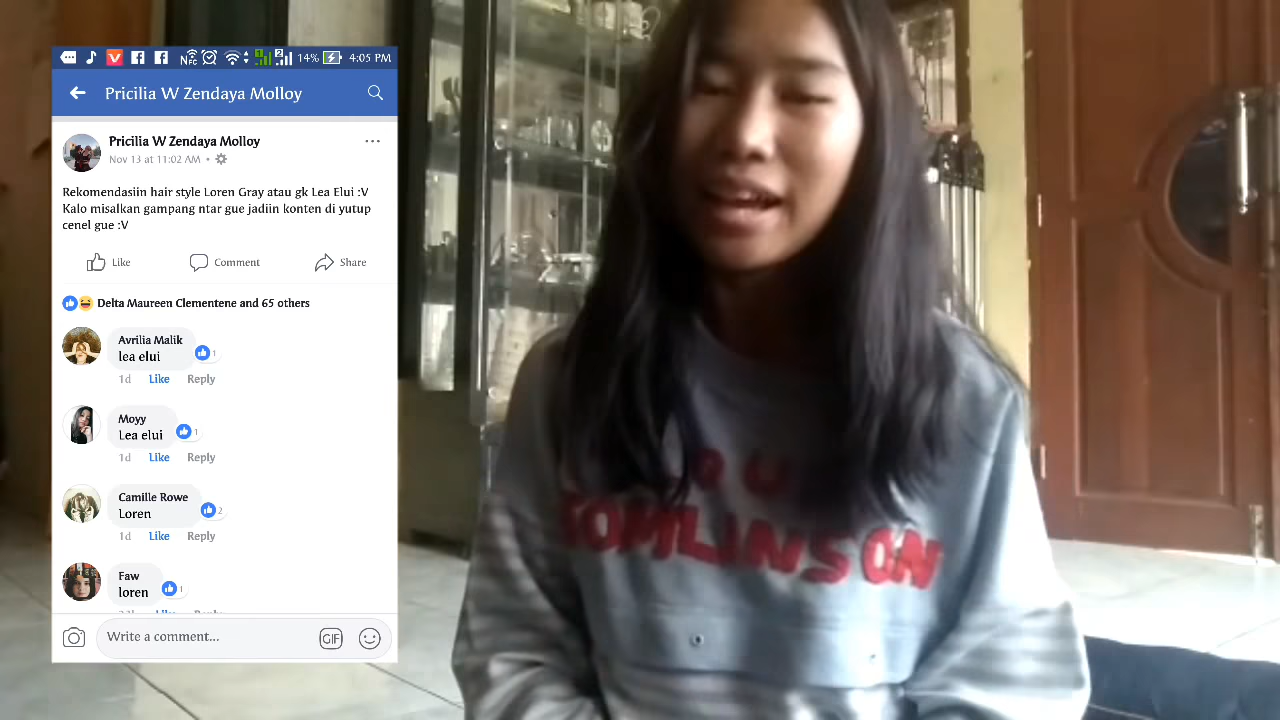 14% 4:05 PM
Pricilia W Zendaya Molloy
Pricilia W Zendaya Molloy
Nov 13 at 11:02 AM
Rekomendasiin hair style Loren Gray atau gk Lea Elui :V
Kalo misalkan gampang ntar gue jadiin konten di yutup
cenel gue :V
Like Comment Share
Delta Maureen Clementene and 65 others
Avrilia Malik
lea elui
1
1d Like Reply
Moyy
Lea elui
1
1d Like Reply
Camille Rowe
Loren
2
1d Like Reply
Faw
loren
1
Like Reply
Write a comment...
GIF
TOMLINSON